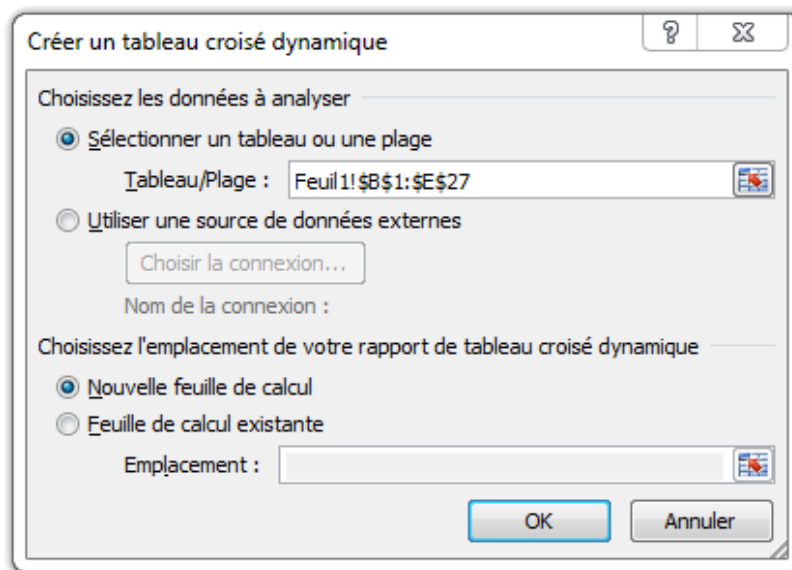 Créer un tableau croisé dynamique
Choisissez les données à analyser
Sélectionner un tableau ou une plage
Tableau/Plage : Feuil1!$B$1:$E$27
Utiliser une source de données externes
Choisir la connexion...
Nom de la connexion :
Choisissez l'emplacement de votre rapport de tableau croisé dynamique
Nouvelle feuille de calcul
Feuille de calcul existante
Emplacement :
OK Annuler